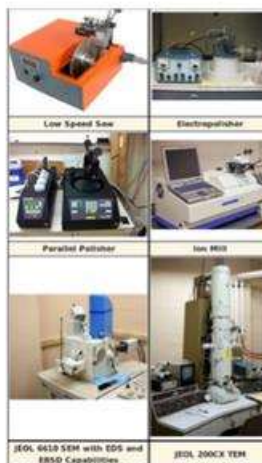 Low Speed Saw
Electropolisher
Parallel Polisher
Ion Mill
JEOL 6610 SEM with EDS and
EBSD Capabilities
JEOL 200CX TEM